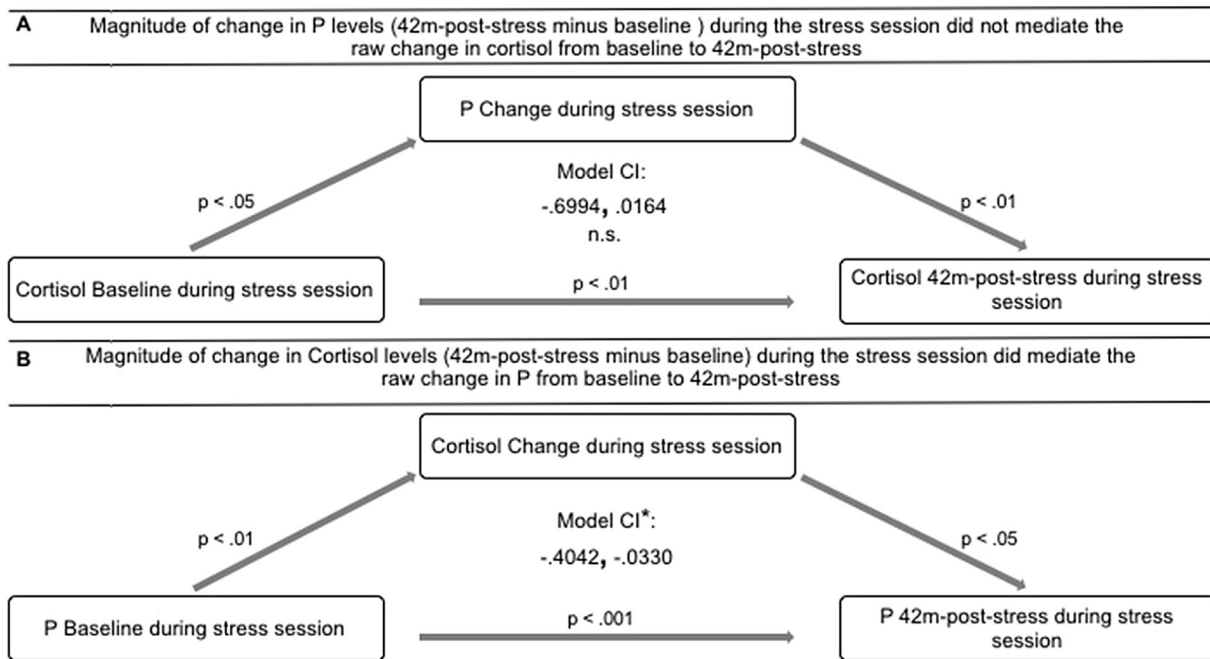 A
Magnitude of change in P levels (42m-post-stress minus baseline ) during the stress session did not mediate the
raw change in cortisol from baseline to 42m-post-stress
P Change during stress session
Model CI:
p < .05
-.6994, .0164
p < .01
n.s.
Cortisol Baseline during stress session
p < .01
Cortisol 42m-post-stress during stress
session
B
Magnitude of change in Cortisol levels (42m-post-stress minus baseline) during the stress session did mediate the
raw change in P from baseline to 42m-post-stress
Cortisol Change during stress session
Model CI*:
p < .01
-.4042, -.0330
p < .05
P Baseline during stress session
p < .001
P 42m-post-stress during stress
session